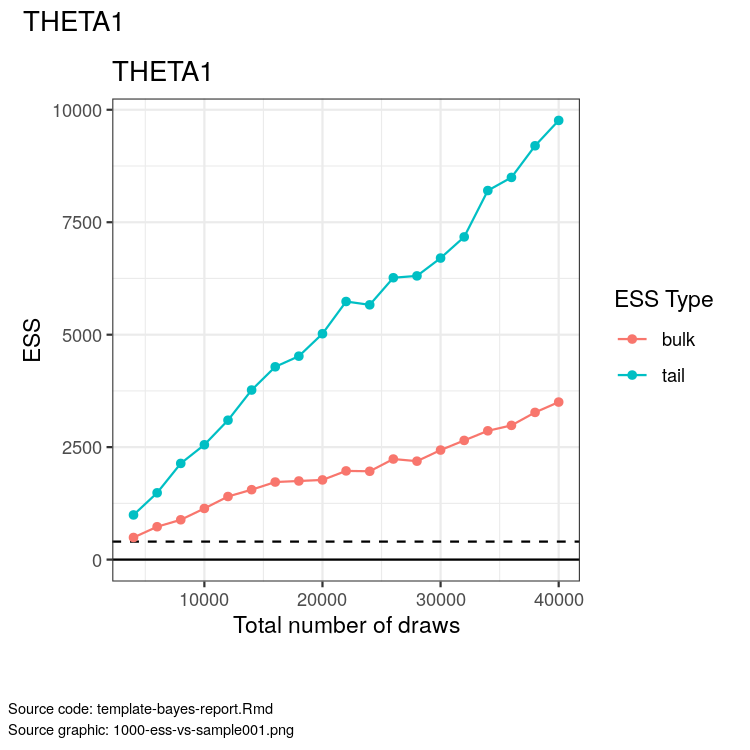 THETA1
THETA1
10000
7500
5000
2500
0
ESS
10000 20000 30000 40000
Total number of draws
ESS Type
bulk
tail
Source code: template-bayes-report.Rmd
Source graphic: 1000-ess-vs-sample001.png